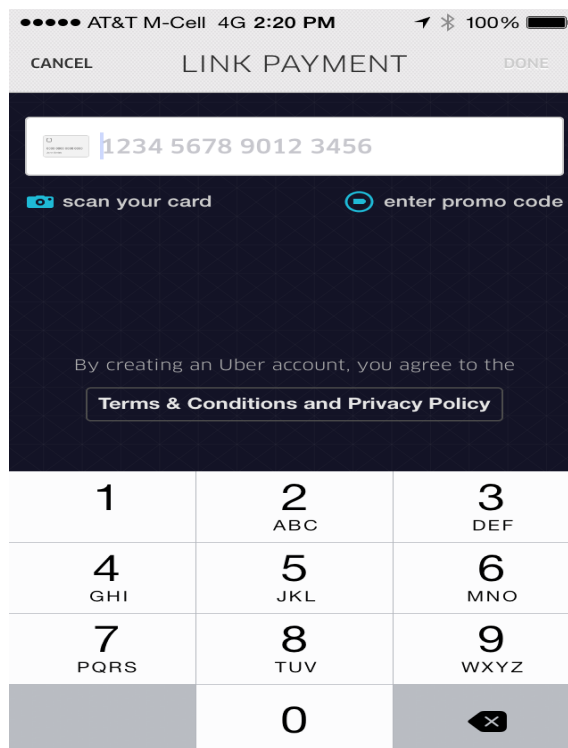 AT&T M-Cell 4G 2:20 PM 100%
CANCEL LINK PAYMENT DONE
1234 5678 9012 3456
scan your card enter promo code
By creating an Uber account, you agree to the
Terms & Conditions and Privacy Policy
1 2 3
ABC DEF
4 5 6
GHI JKL MNO
7 8 9
PQRS TUV WXYZ
0